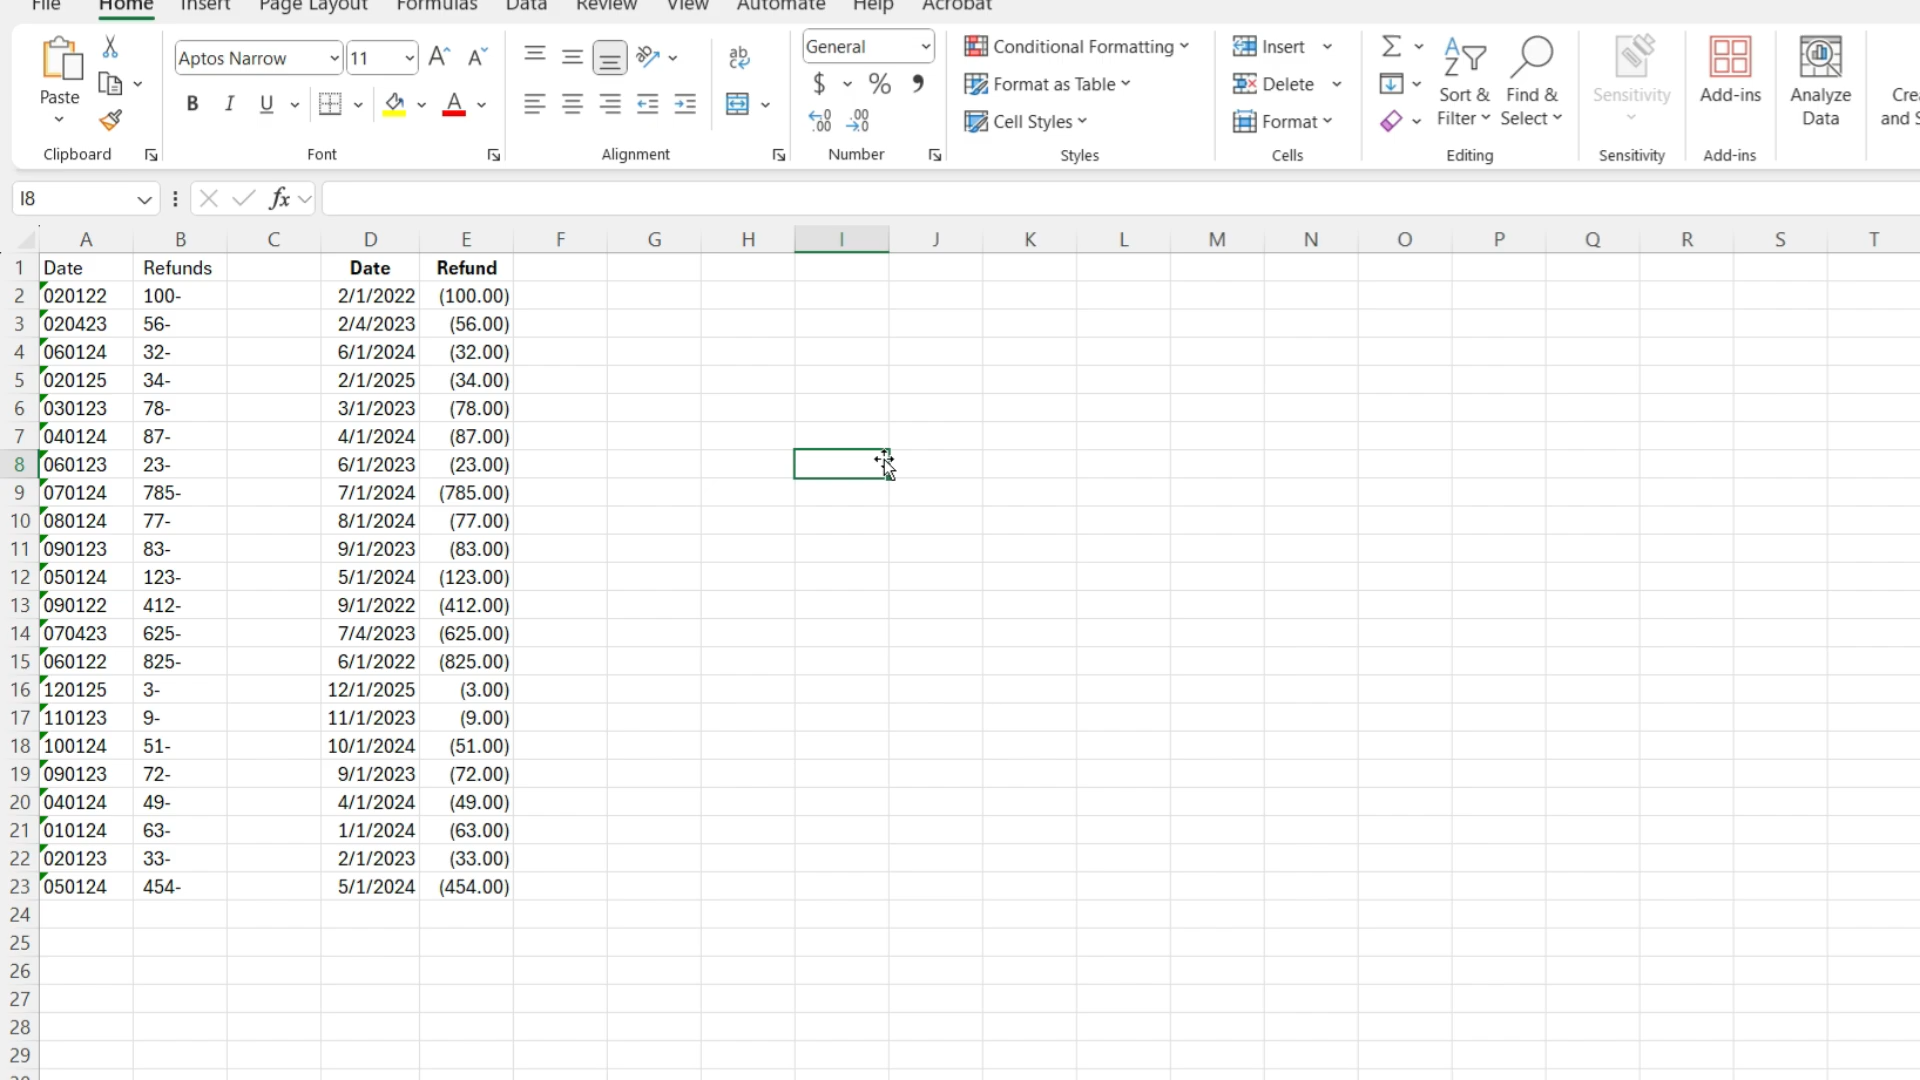 File Home Insert Page Layout Formulas Data Review View Automate Help Acrobat
Paste Aptos Narrow 11 General Conditional Formatting Insert
B I U $ % Format as Table Delete Sort & Filter Find & Select Sensitivity Add-ins Analyze Data
Cell Styles Format
Clipboard Font Alignment Number Styles Cells Editing Sensitivity Add-ins
I8 fx
A B C D E F G H I J K L M N O P Q R S T
1 Date Refunds Date Refund
2 020122 100- 2/1/2022 (100.00)
3 020423 56- 2/4/2023 (56.00)
4 060124 32- 6/1/2024 (32.00)
5 020125 34- 2/1/2025 (34.00)
6 030123 78- 3/1/2023 (78.00)
7 040124 87- 4/1/2024 (87.00)
8 060123 23- 6/1/2023 (23.00)
9 070124 785- 7/1/2024 (785.00)
10 080124 77- 8/1/2024 (77.00)
11 090123 83- 9/1/2023 (83.00)
12 050124 123- 5/1/2024 (123.00)
13 090122 412- 9/1/2022 (412.00)
14 070423 625- 7/4/2023 (625.00)
15 060122 825- 6/1/2022 (825.00)
16 120125 3- 12/1/2025 (3.00)
17 110123 9- 11/1/2023 (9.00)
18 100124 51- 10/1/2024 (51.00)
19 090123 72- 9/1/2023 (72.00)
20 040124 49- 4/1/2024 (49.00)
21 010124 63- 1/1/2024 (63.00)
22 020123 33- 2/1/2023 (33.00)
23 050124 454- 5/1/2024 (454.00)
24
25
26
27
28
29